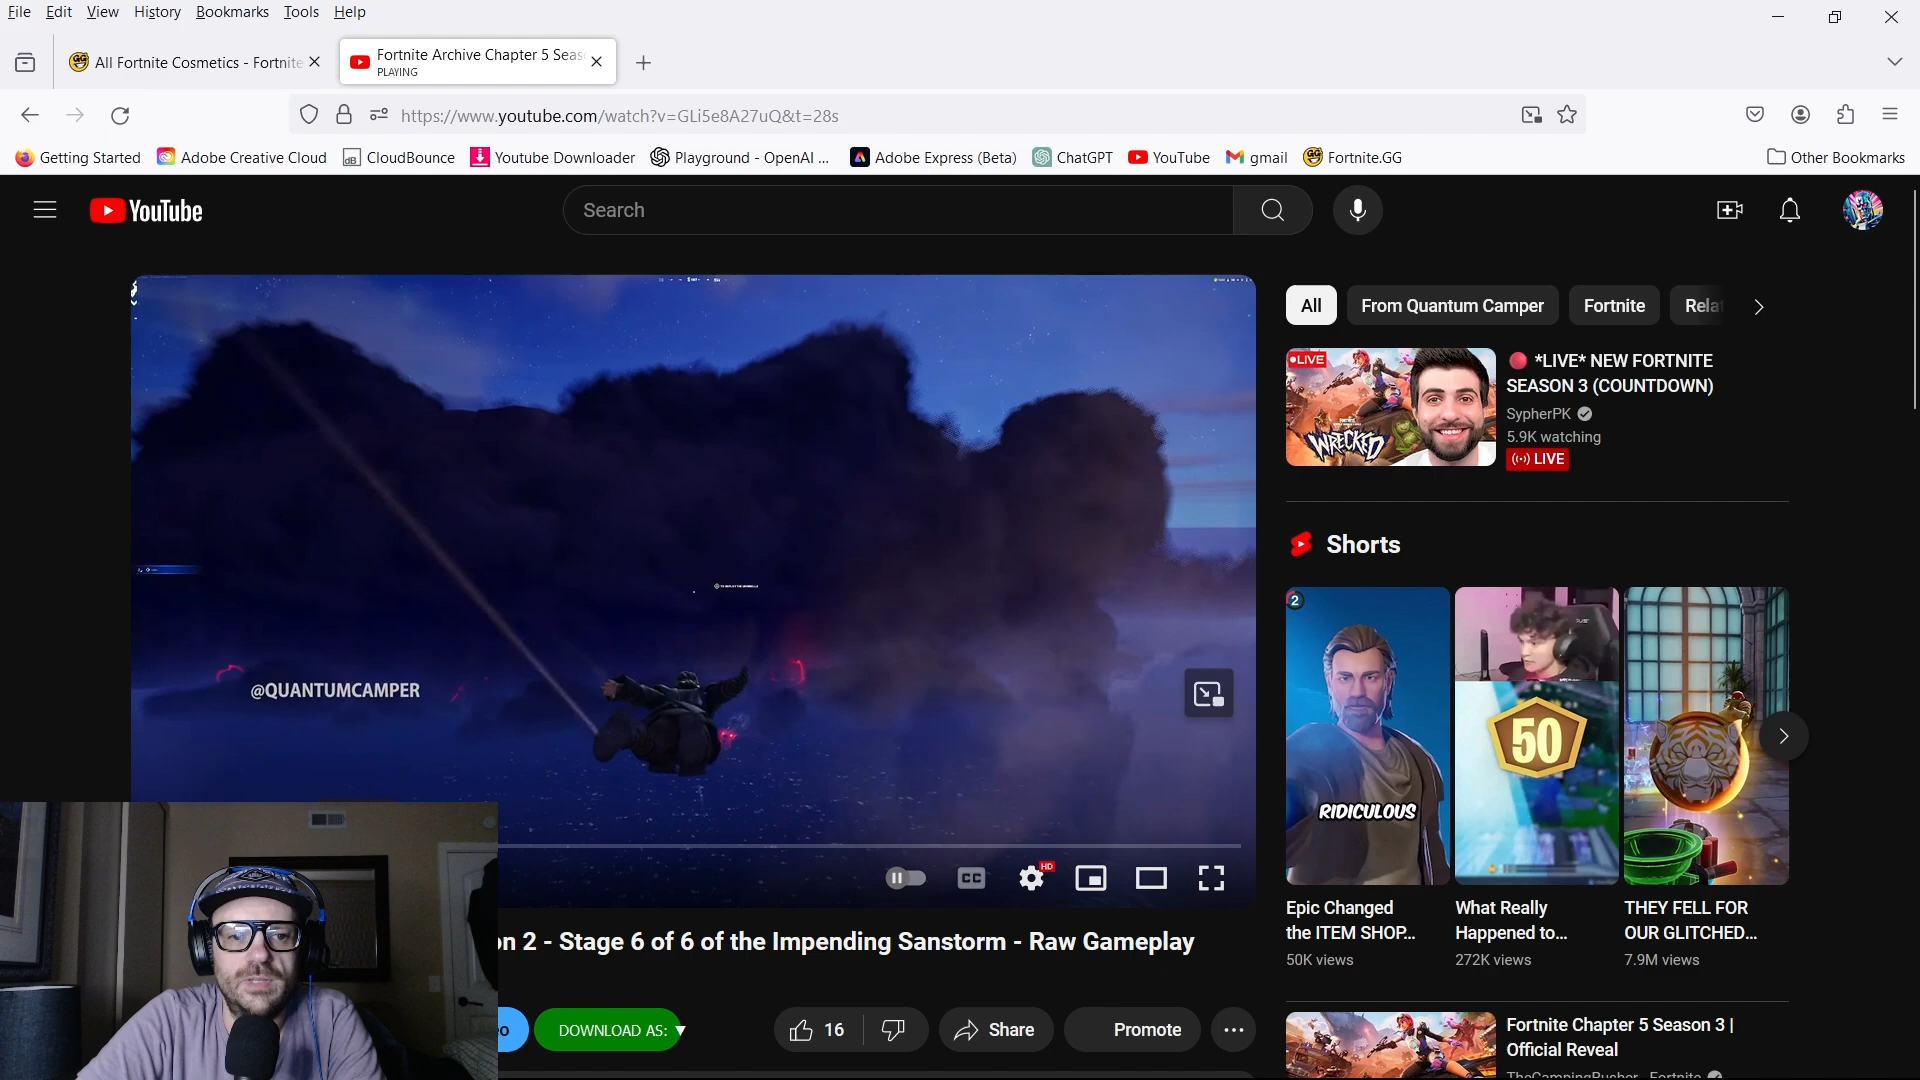 File Edit View History Bookmarks Tools Help
All Fortnite Cosmetics - Fortnite
Fortnite Archive Chapter 5 Seas
PLAYING
https://www.youtube.com/watch?v=GLi5e8A27uQ&t=28s
Getting Started Adobe Creative Cloud CloudBounce Youtube Downloader Playground - OpenAI ... Adobe Express (Beta) ChatGPT YouTube gmail Fortnite.GG Other Bookmarks
YouTube
Search
All From Quantum Camper Fortnite Rela
LIVE
WRECKED
*LIVE* NEW FORTNITE
SEASON 3 (COUNTDOWN)
SypherPK
5.9K watching
LIVE
Shorts
@QUANTUMCAMPER
2
RIDICULOUS
50
CC
HD
Epic Changed
the ITEM SHOP...
50K views
What Really
Happened to...
272K views
THEY FELL FOR
OUR GLITCHED...
7.9M views
on 2 - Stage 6 of 6 of the Impending Sanstorm - Raw Gameplay
eo
DOWNLOAD AS: ▼
16
Share
Promote
Fortnite Chapter 5 Season 3 |
Official Reveal
TheCampingRusher - Fortnite